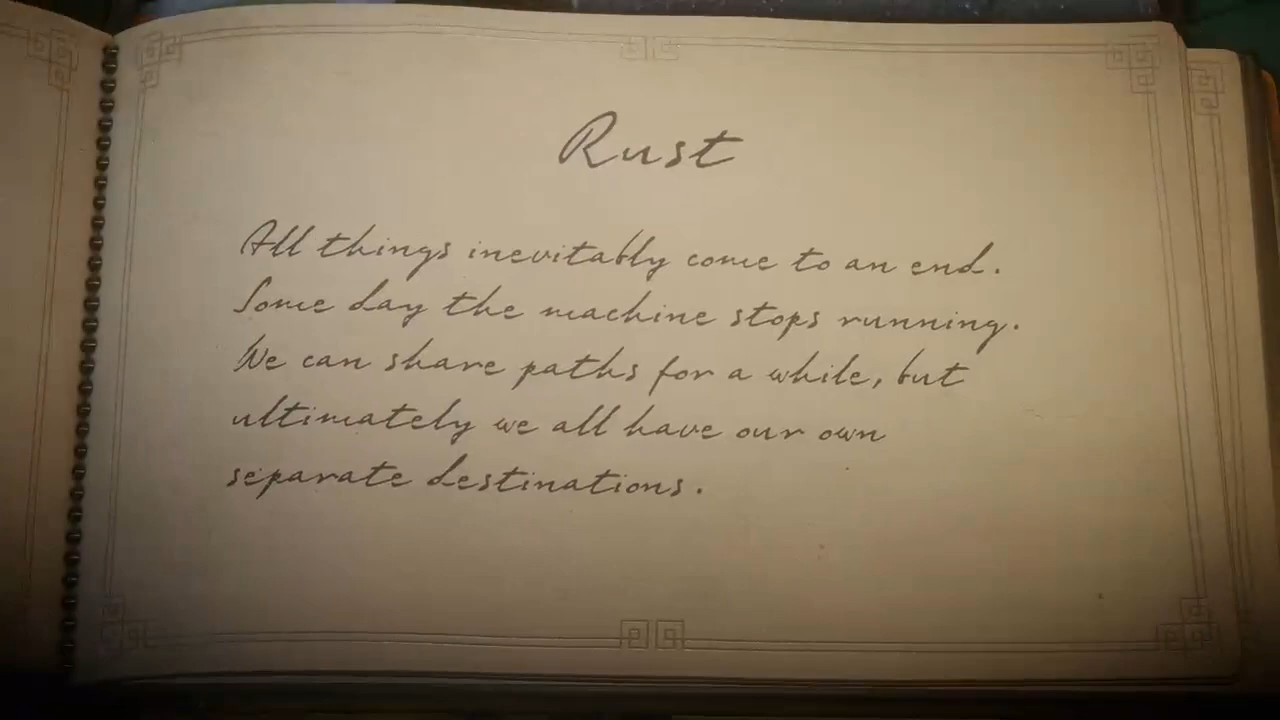 Rust
All things inevitably come to an end.
Some day the machine stops running.
We can share paths for a while, but
ultimately we all have our own
separate destinations.